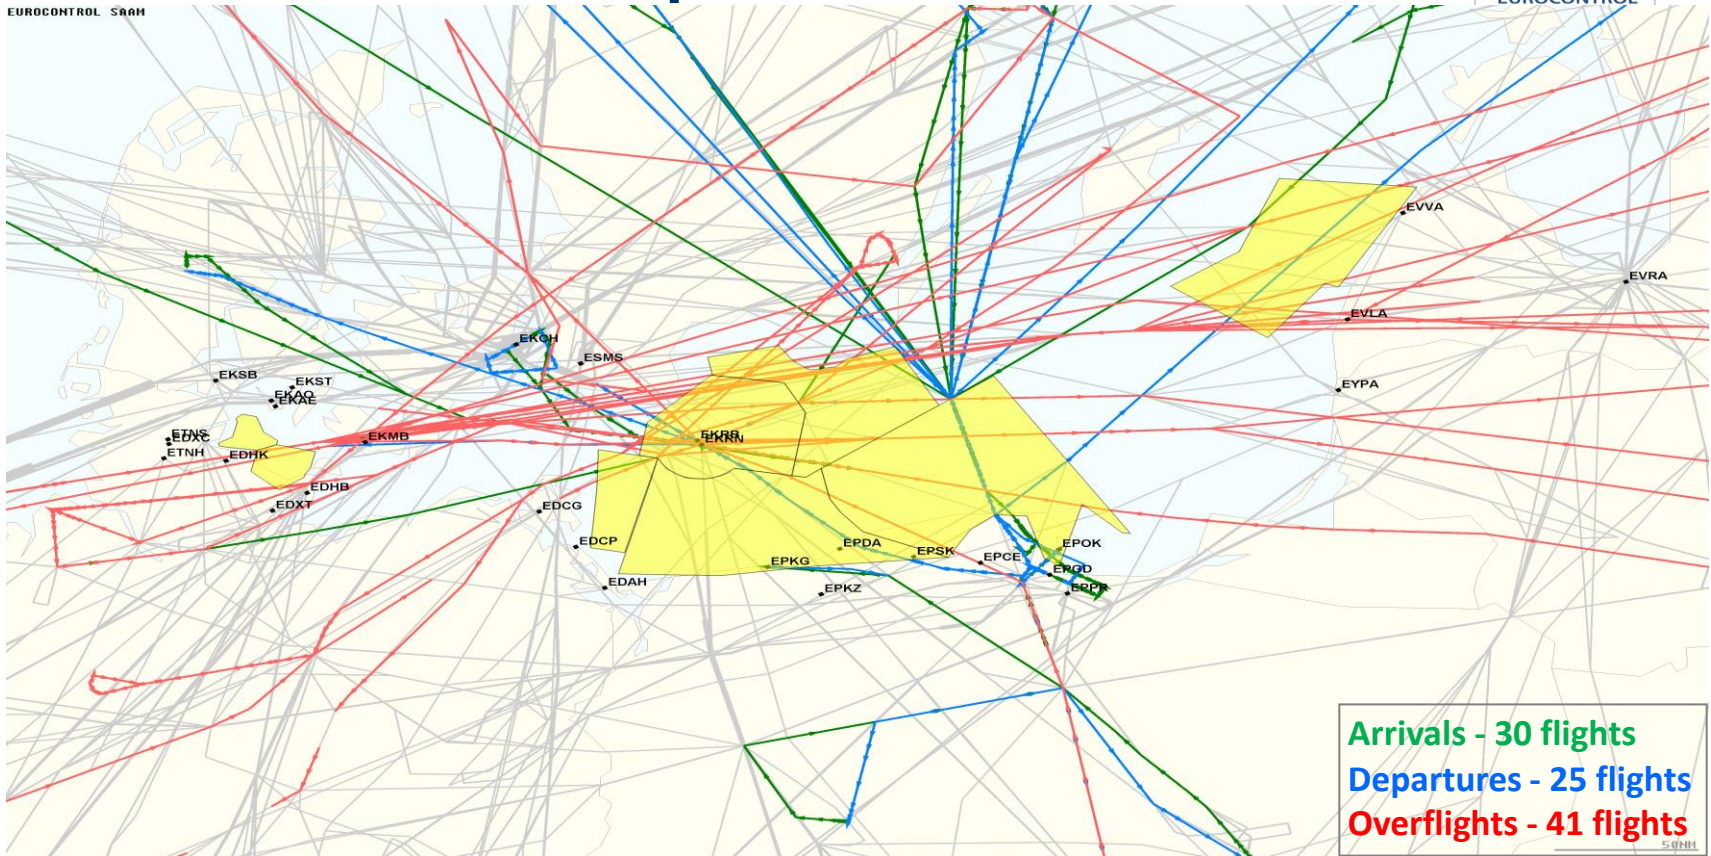 EUROCONTROL SAAM
EUROCONTROL
EVVA
EVRA
EVLA
EKCH
ESMS
EKSB
EKST
EKAO
EKAE
EYPA
ETNS
EDXC
ETNH
EDHK
EKMB
EKRB
EKRN
EDHB
EDXT
EDCG
EDCP
EDAH
EPDA
EPKG
EPSK
EPKZ
EPCE
EPOK
EPGD
EPPR
Arrivals - 30 flights
Departures - 25 flights
Overflights - 41 flights
50NM